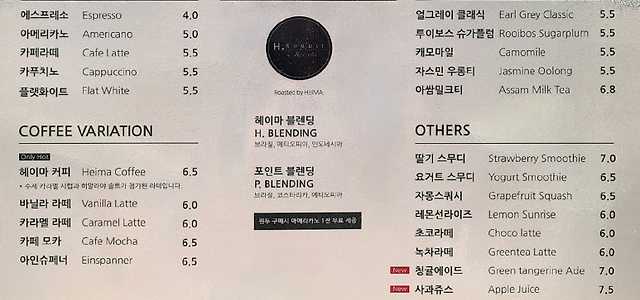 에스프레소 Espresso 4.0
아메리카노 Americano 5.0
카페라떼 Cafe Latte 5.5
카푸치노 Cappuccino 5.5
플랫화이트 Flat White 5.5
COFFEE VARIATION
Only Hot
헤이마 커피 Heima Coffee 6.5
• 수제 카라멜 시럽과 히말라야 솔트가 첨가된 라떼입니다.
바닐라 라떼 Vanilla Latte 6.0
카라멜 라떼 Caramel Latte 6.0
카페 모카 Cafe Mocha 6.5
아인슈페너 Einspanner 6.5
Roasted by HEIMA
헤이마 블렌딩
H. BLENDING
브라질, 에티오피아, 인도네시아
포인트 블렌딩
P. BLENDING
브라질, 코스타리카, 에티오피아
원두 구매시 아메리카노 1잔 무료 제공
얼그레이 클래식 Earl Grey Classic 5.5
루이보스 슈가플럼 Rooibos Sugarplum 5.5
캐모마일 Camomile 5.5
자스민 우롱티 Jasmine Oolong 5.5
아쌈밀크티 Assam Milk Tea 6.8
OTHERS
딸기 스무디 Strawberry Smoothie 7.0
요거트 스무디 Yogurt Smoothie 6.5
자몽스쿼시 Grapefruit Squash 6.5
레몬선라이즈 Lemon Sunrise 6.0
초코라떼 Choco latte 6.0
녹차라떼 Greentea Latte 6.0
New 청귤에이드 Green tangerine Ade 7.0
New 사과쥬스 Apple Juice 7.5